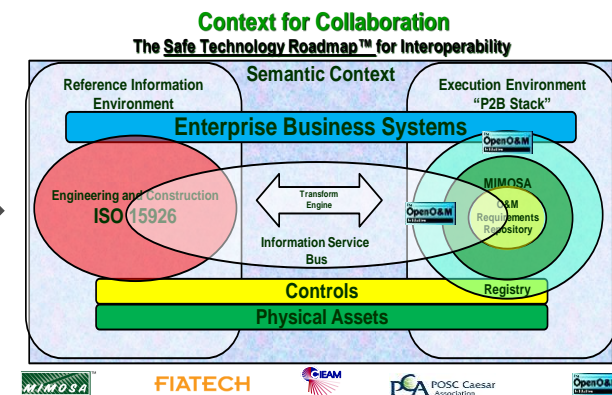 Context for Collaboration
The Safe Technology Roadmap™ for Interoperability
Semantic Context
Reference Information
Environment
Execution Environment
“P2B Stack”
Enterprise Business Systems
OpenO&M
MIMOSA
Engineering and Construction
ISO 15926
Transform
Engine
OpenO&M
O&M
Requirements
Repository
Information Service
Bus
Controls
Registry
Physical Assets
MIMOSA
FIATECH
CIEAM
PCA POSC Caesar
Association
OpenO&M